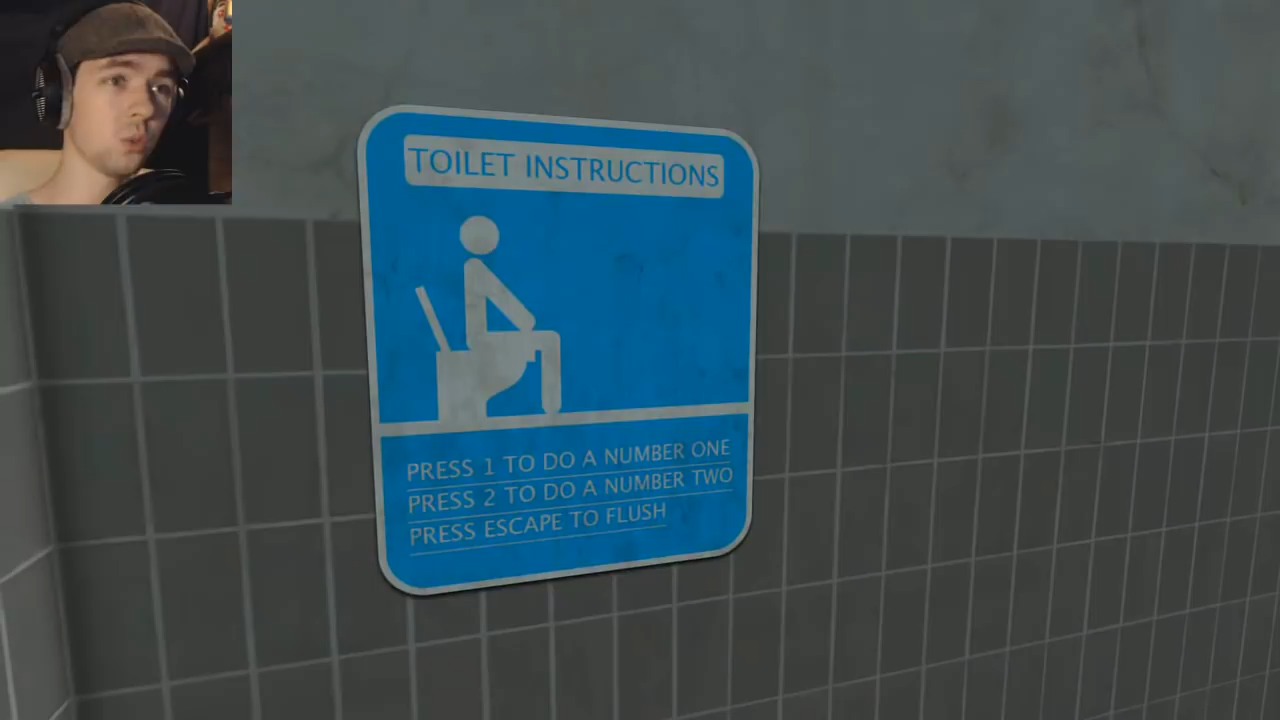 TOILET INSTRUCTIONS
PRESS 1 TO DO A NUMBER ONE
PRESS 2 TO DO A NUMBER TWO
PRESS ESCAPE TO FLUSH